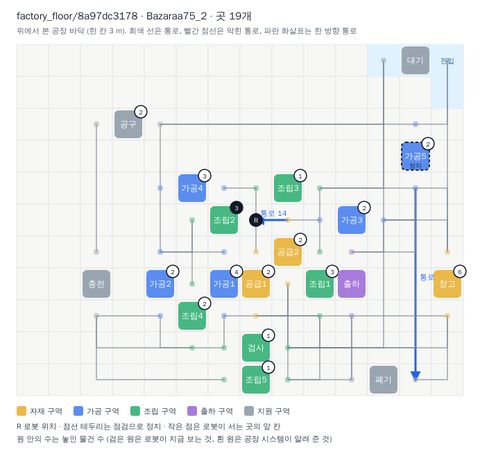 factory_floor/8a97dc3178 · Bazaraa75_2 · 곳 19개
위에서 본 공장 바닥 (한 칸 3 m). 회색 선은 통로, 빨간 점선은 막힌 통로, 파란 화살표는 한 방향 통로
대기
진입
공구 2
가공5 2
정지
가공4 3
조립3 1
조립2 3
R
통로 14
가공3 2
공급2 2
충전
가공2 2
가공1 4
공급1 2
조립1 3
출하
통로
창고 6
조립4 2
검사 1
조립5 1
폐기
자재 구역
가공 구역
조립 구역
출하 구역
지원 구역
R 로봇 위치 · 점선 테두리는 점검으로 정지 · 작은 점은 로봇이 서는 곳의 앞 칸
원 안의 수는 놓인 물건 수 (검은 원은 로봇이 지금 보는 것, 흰 원은 공장 시스템이 알려 준 것)